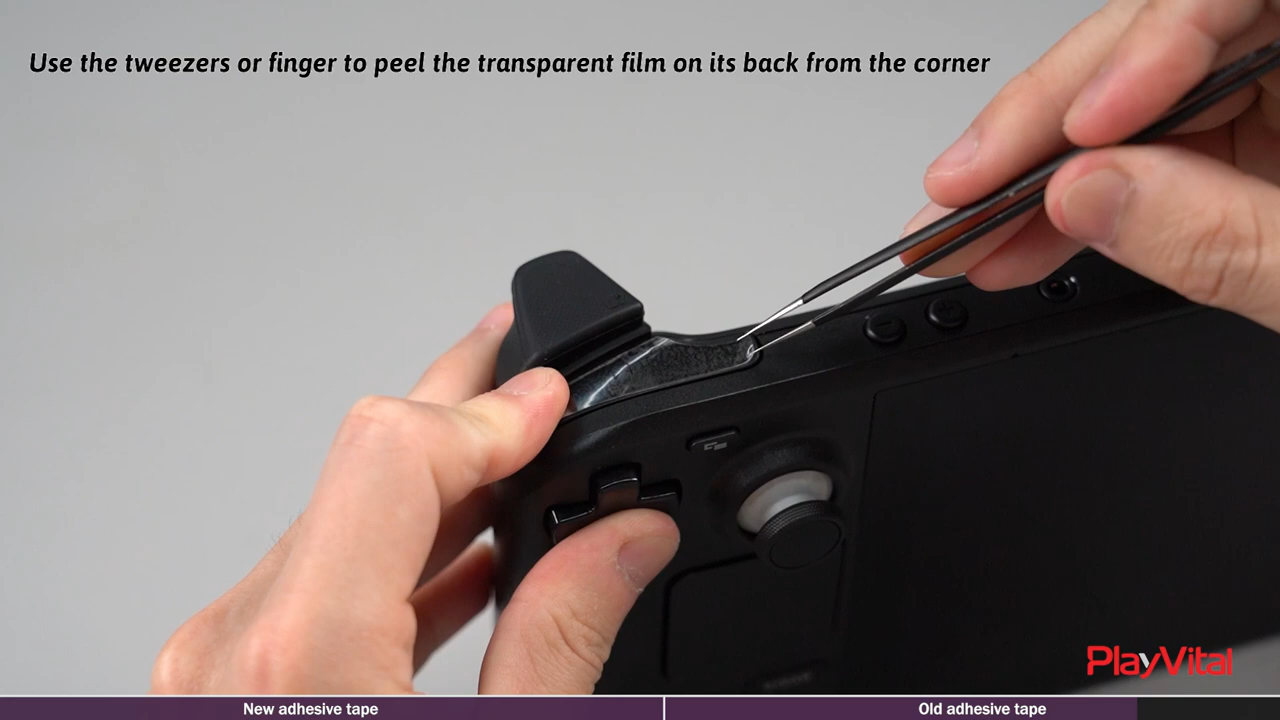 Use the tweezers or finger to peel the transparent film on its back from the corner
PlayVital
New adhesive tape
Old adhesive tape